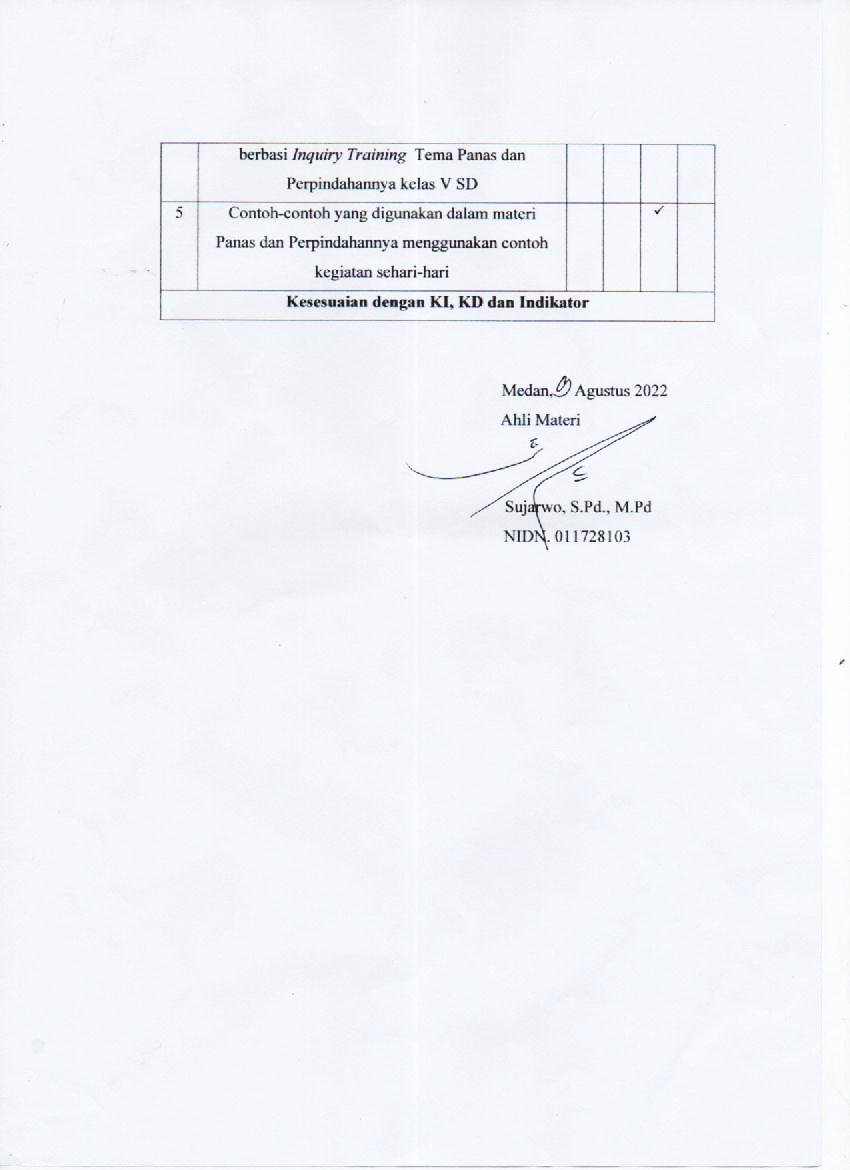 berbasi Inquiry Training Tema Panas dan
Perpindahannya kelas V SD
5 Contoh-contoh yang digunakan dalam materi ✓
Panas dan Perpindahannya menggunakan contoh
kegiatan sehari-hari
Kesesuaian dengan KI, KD dan Indikator
Medan, Agustus 2022
Ahli Materi
Sujarwo, S.Pd., M.Pd
NIDN. 011728103